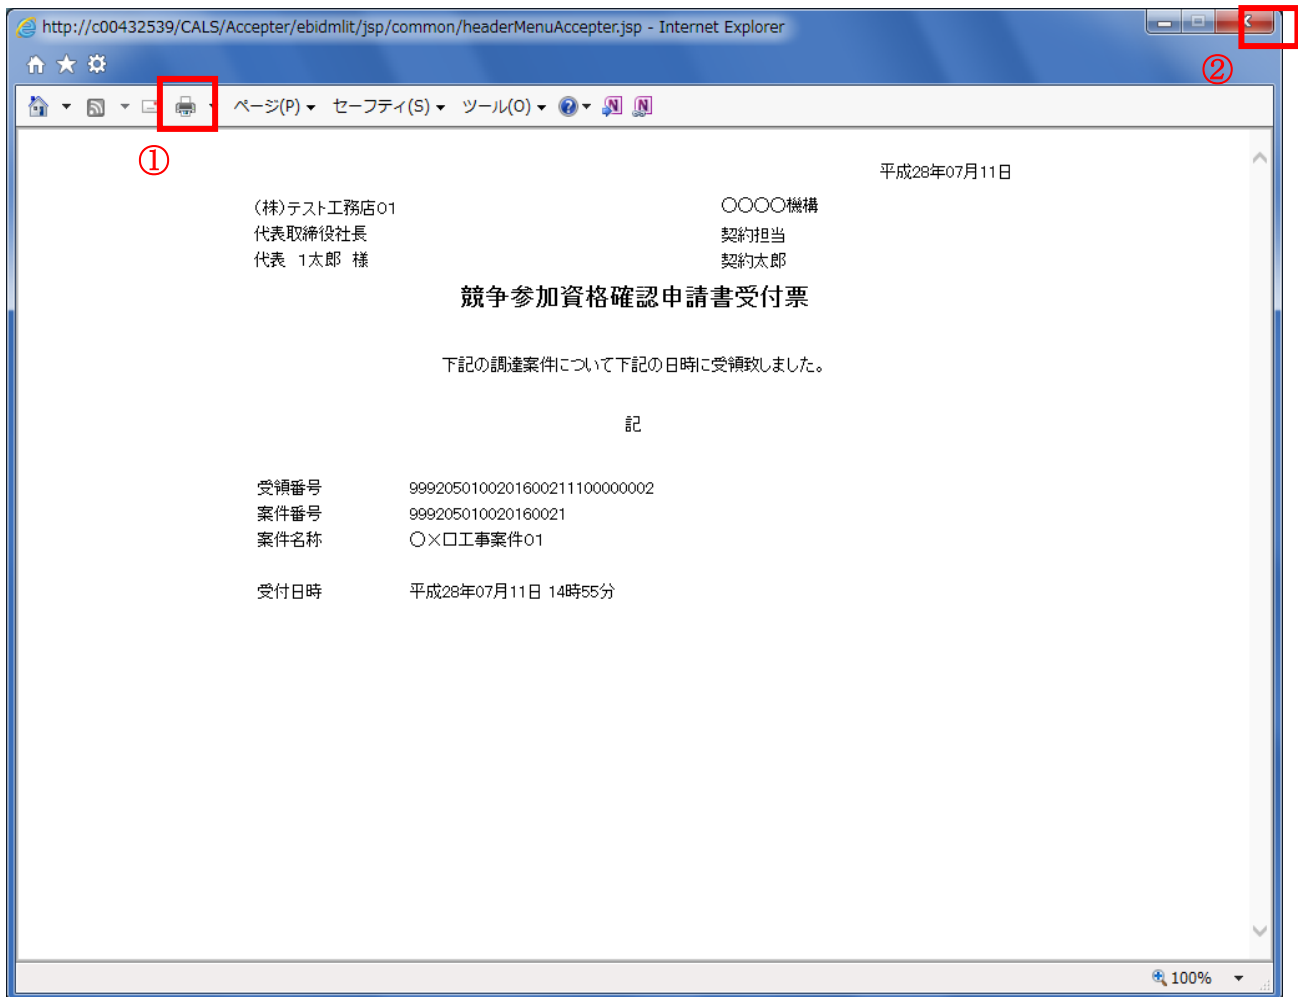 http://c00432539/CALS/Accepter/ebidmlit/jsp/common/headerMenuAccepter.jsp - Internet Explorer
②
ページ(P) セーフティ(S) ツール(O)
①
平成28年07月11日
(株)テスト工務店01
○○○○機構
代表取締役社長
契約担当
代表 1太郎 様
契約太郎
競争参加資格確認申請書受付票
下記の調達案件について下記の日時に受領致しました。
記
受領番号 9992050100201600211100000002
案件番号 999205010020160021
案件名称 ○×口工事案件01
受付日時 平成28年07月11日 14時55分
100%